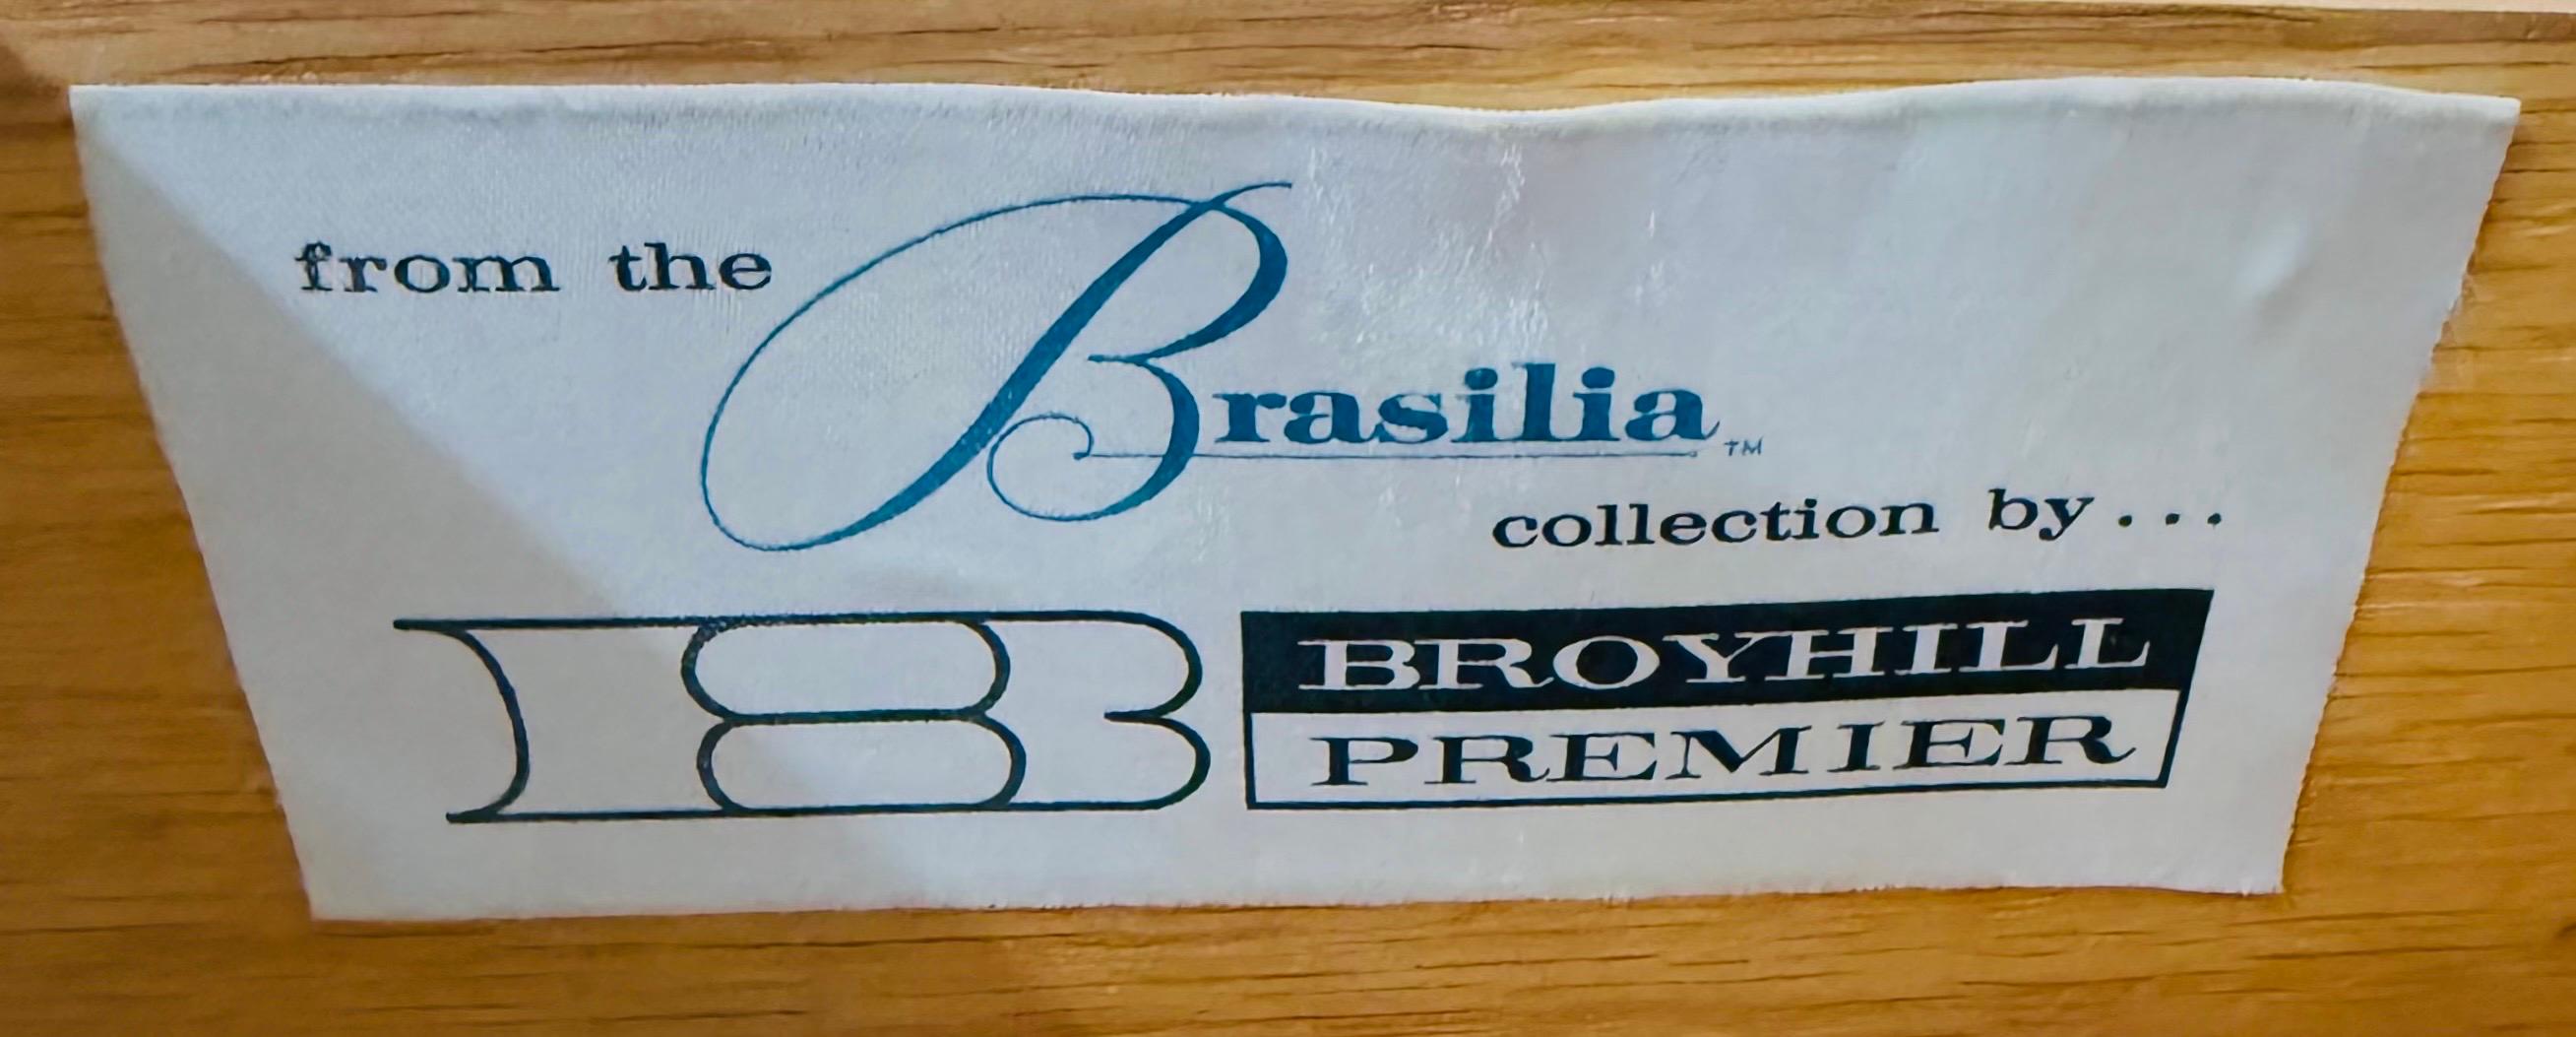 from the
Brasilia™
collection by...
B BROYHILL
PREMIER